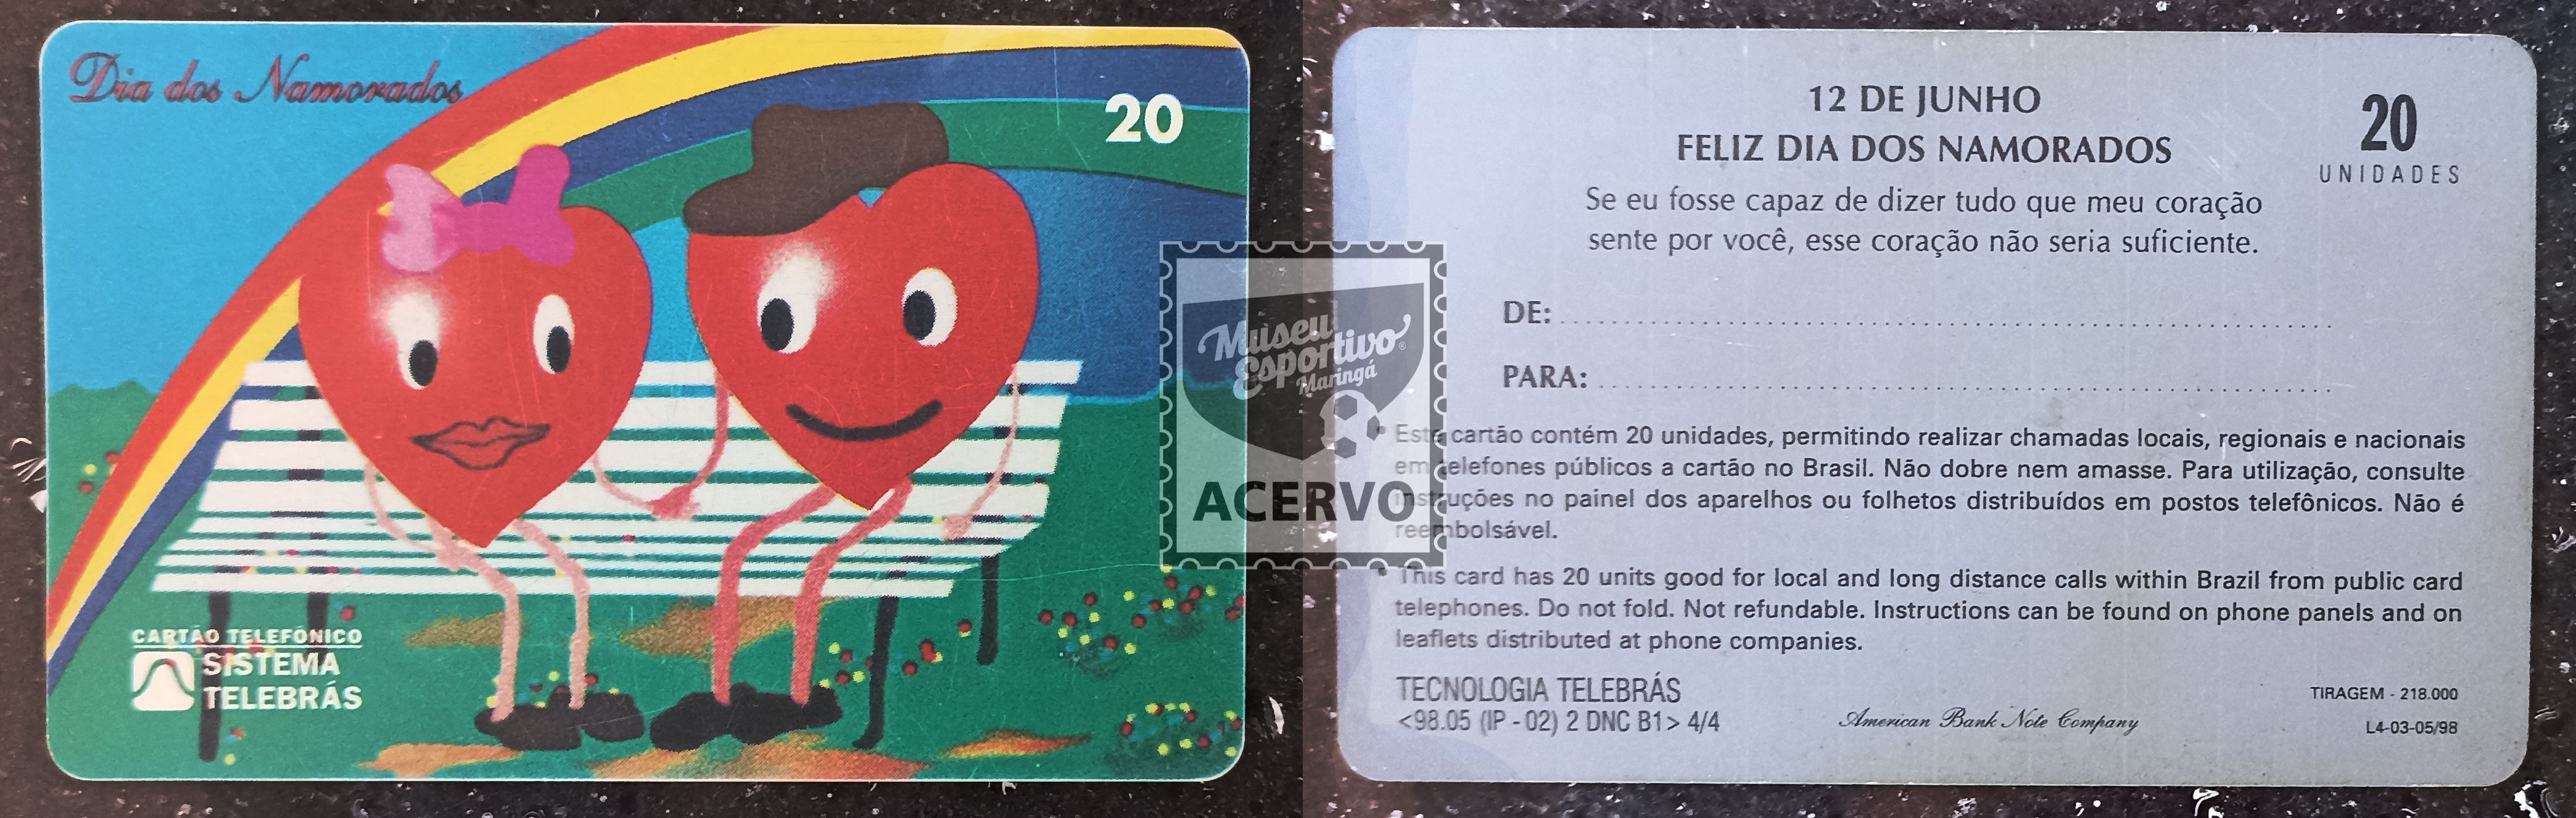 Dia dos Namorados
20
CARTÃO TELEFÔNICO
SISTEMA
TELEBRÁS
Museu
Esportivo
Maringá
ACERVO
12 DE JUNHO
FELIZ DIA DOS NAMORADOS
20
UNIDADES
Se eu fosse capaz de dizer tudo que meu coração
sente por você, esse coração não seria suficiente.
DE:
PARA:
• Este cartão contém 20 unidades, permitindo realizar chamadas locais, regionais e nacionais
em telefones públicos a cartão no Brasil. Não dobre nem amasse. Para utilização, consulte
instruções no painel dos aparelhos ou folhetos distribuídos em postos telefônicos. Não é
reembolsável.
• This card has 20 units good for local and long distance calls within Brazil from public card
telephones. Do not fold. Not refundable. Instructions can be found on phone panels and on
leaflets distributed at phone companies.
TECNOLOGIA TELEBRÁS
<98.05 (IP - 02) 2 DNC B1> 4/4
American Bank Note Company
TIRAGEM - 218.000
L4-03-05/98